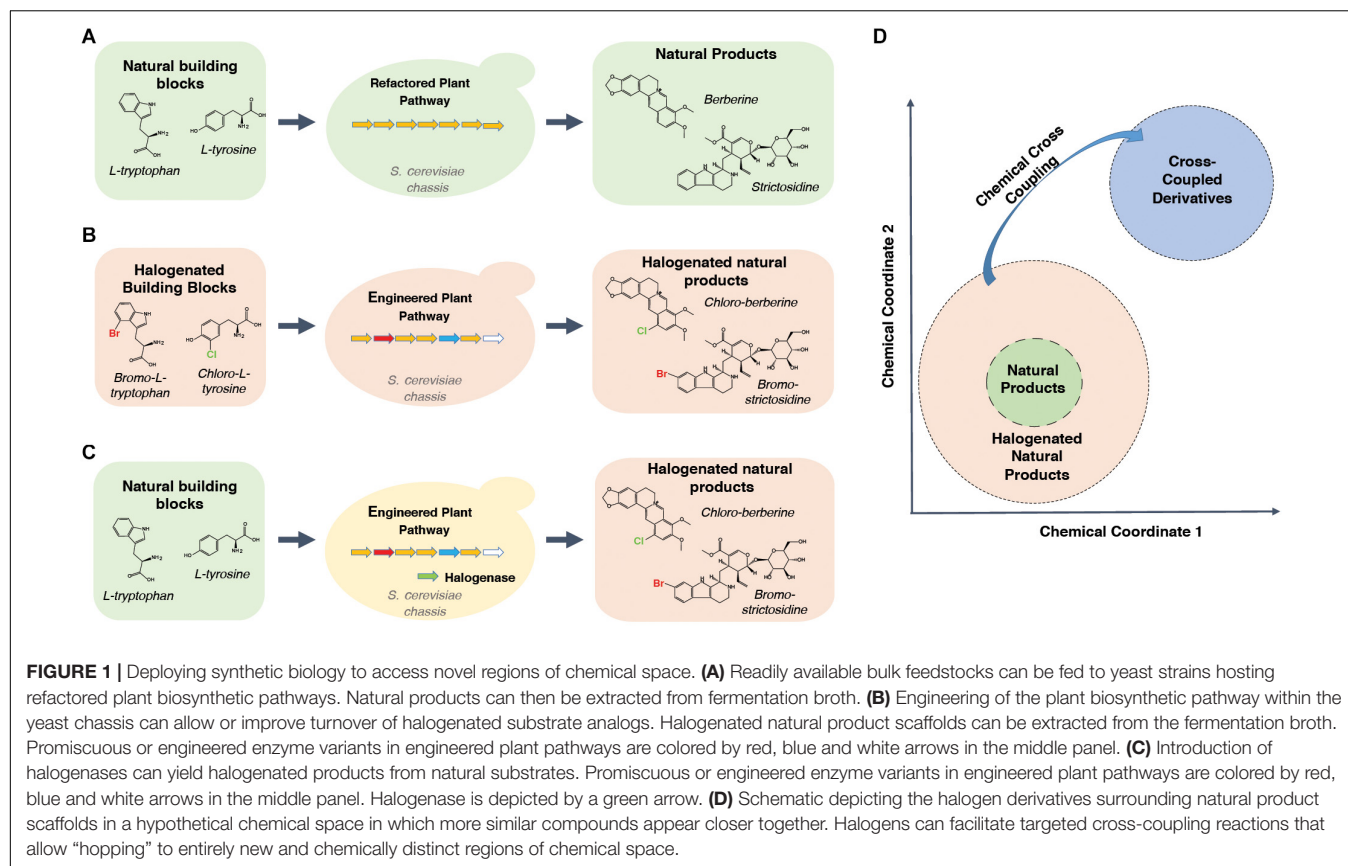 A
Natural building
blocks
L-tryptophan
L-tyrosine
Refactored Plant
Pathway
S. cerevisiae
chassis
Natural Products
Berberine
Strictosidine
B
Halogenated
Building Blocks
Br
Cl
Bromo-L-
tryptophan
Chloro-L-
tyrosine
Engineered Plant
Pathway
S. cerevisiae
chassis
Halogenated natural
products
Chloro-berberine
Cl
Br
Bromo-
strictosidine
C
Natural building
blocks
L-tryptophan
L-tyrosine
Engineered Plant
Pathway
Halogenase
S. cerevisiae
chassis
Halogenated natural
products
Chloro-berberine
Cl
Br
Bromo-
strictosidine
D
Chemical Coordinate 2
Chemical Cross
Coupling
Cross-
Coupled
Derivatives
Natural
Products
Halogenated
Natural
Products
Chemical Coordinate 1
FIGURE 1 | Deploying synthetic biology to access novel regions of chemical space. (A) Readily available bulk feedstocks can be fed to yeast strains hosting
refactored plant biosynthetic pathways. Natural products can then be extracted from fermentation broth. (B) Engineering of the plant biosynthetic pathway within the
yeast chassis can allow or improve turnover of halogenated substrate analogs. Halogenated natural product scaffolds can be extracted from the fermentation broth.
Promiscuous or engineered enzyme variants in engineered plant pathways are colored by red, blue and white arrows in the middle panel. (C) Introduction of
halogenases can yield halogenated products from natural substrates. Promiscuous or engineered enzyme variants in engineered plant pathways are colored by red,
blue and white arrows in the middle panel. Halogenase is depicted by a green arrow. (D) Schematic depicting the halogen derivatives surrounding natural product
scaffolds in a hypothetical chemical space in which more similar compounds appear closer together. Halogens can facilitate targeted cross-coupling reactions that
allow “hopping” to entirely new and chemically distinct regions of chemical space.